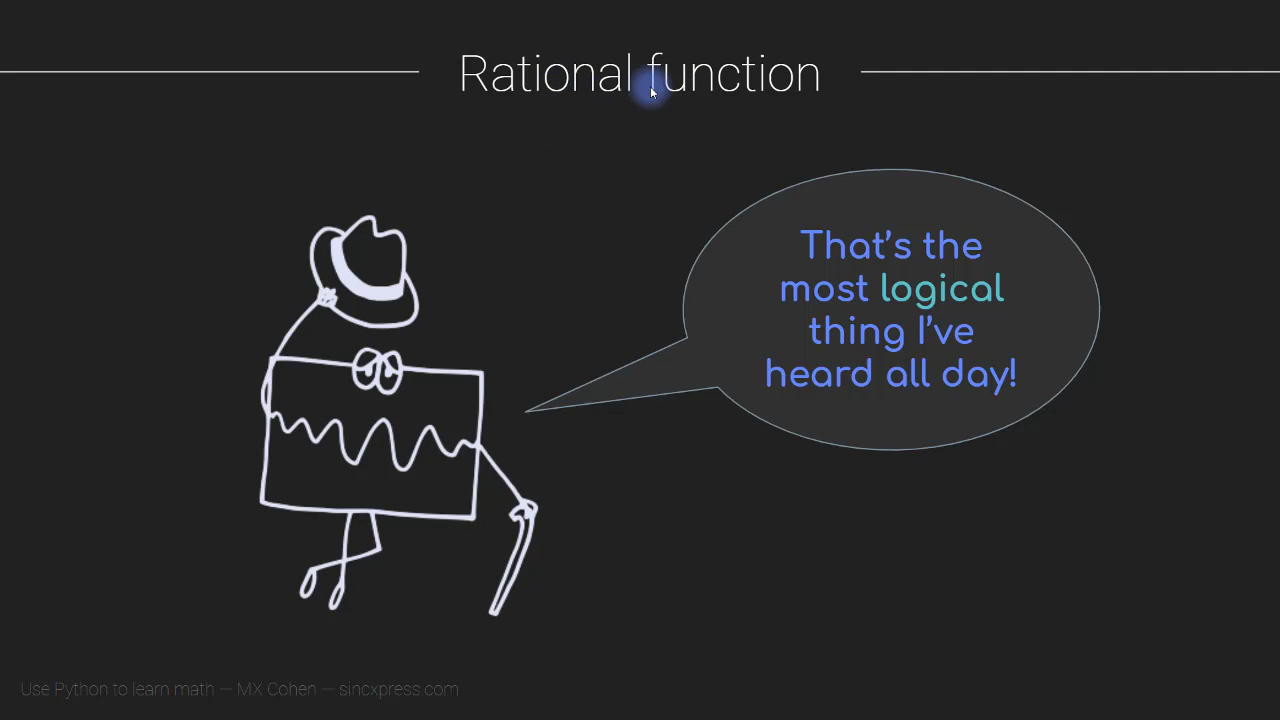 Rational function
That's the
most logical
thing I've
heard all day!
Use Python to learn math — MX Cohen — sincxpress.com